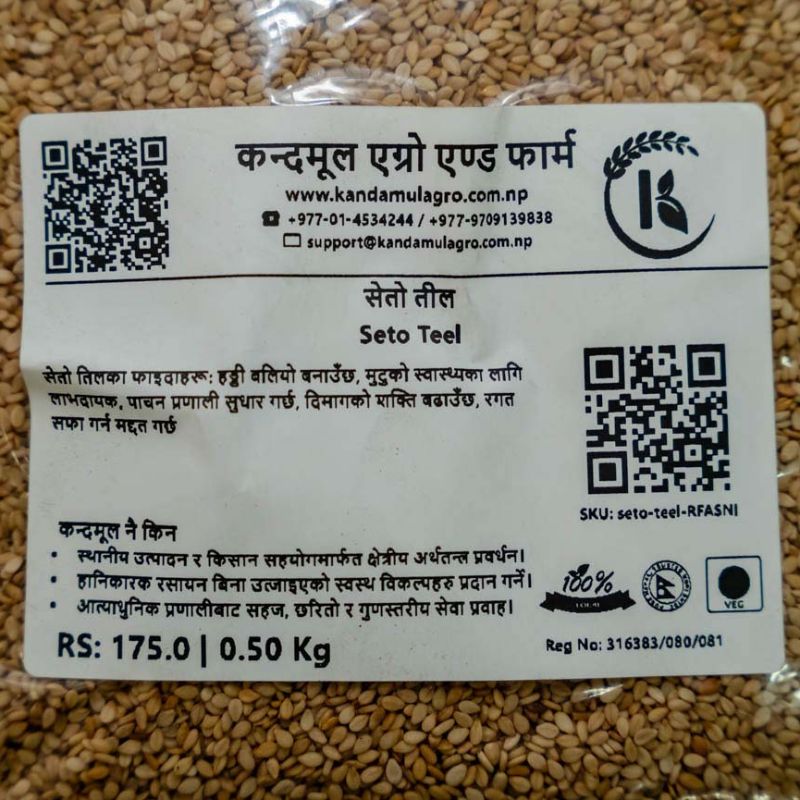 कन्दमूल एग्रो एण्ड फार्म
www.kandamulagro.com.np
+977-01-4534244 / +977-9709139838
support@kandamulagro.com.np
सेतो तील
Seto Teel
सेतो तिलका फाइदाहरू: हड्डी बलियो बनाउँछ, मुटुको स्वास्थ्यका लागि
लाभदायक, पाचन प्रणाली सुधार गर्छ, दिमागको शक्ति बढाउँछ, रगत
सफा गर्न मद्दत गर्छ
SKU: seto-teel-RFASNI
कन्दमूल नै किन
• स्थानीय उत्पादन र किसान सहयोगमार्फत क्षेत्रीय अर्थतन्त्र प्रवर्धन।
• हानिकारक रसायन बिना उब्जाइएको स्वस्थ विकल्पहरु प्रदान गर्ने।
• आत्याधुनिक प्रणालीबाट सहज, छरितो र गुणस्तरीय सेवा प्रवाह।
100%
LOCAL
VEG
RS: 175.0 | 0.50 Kg
Reg No: 316383/080/081